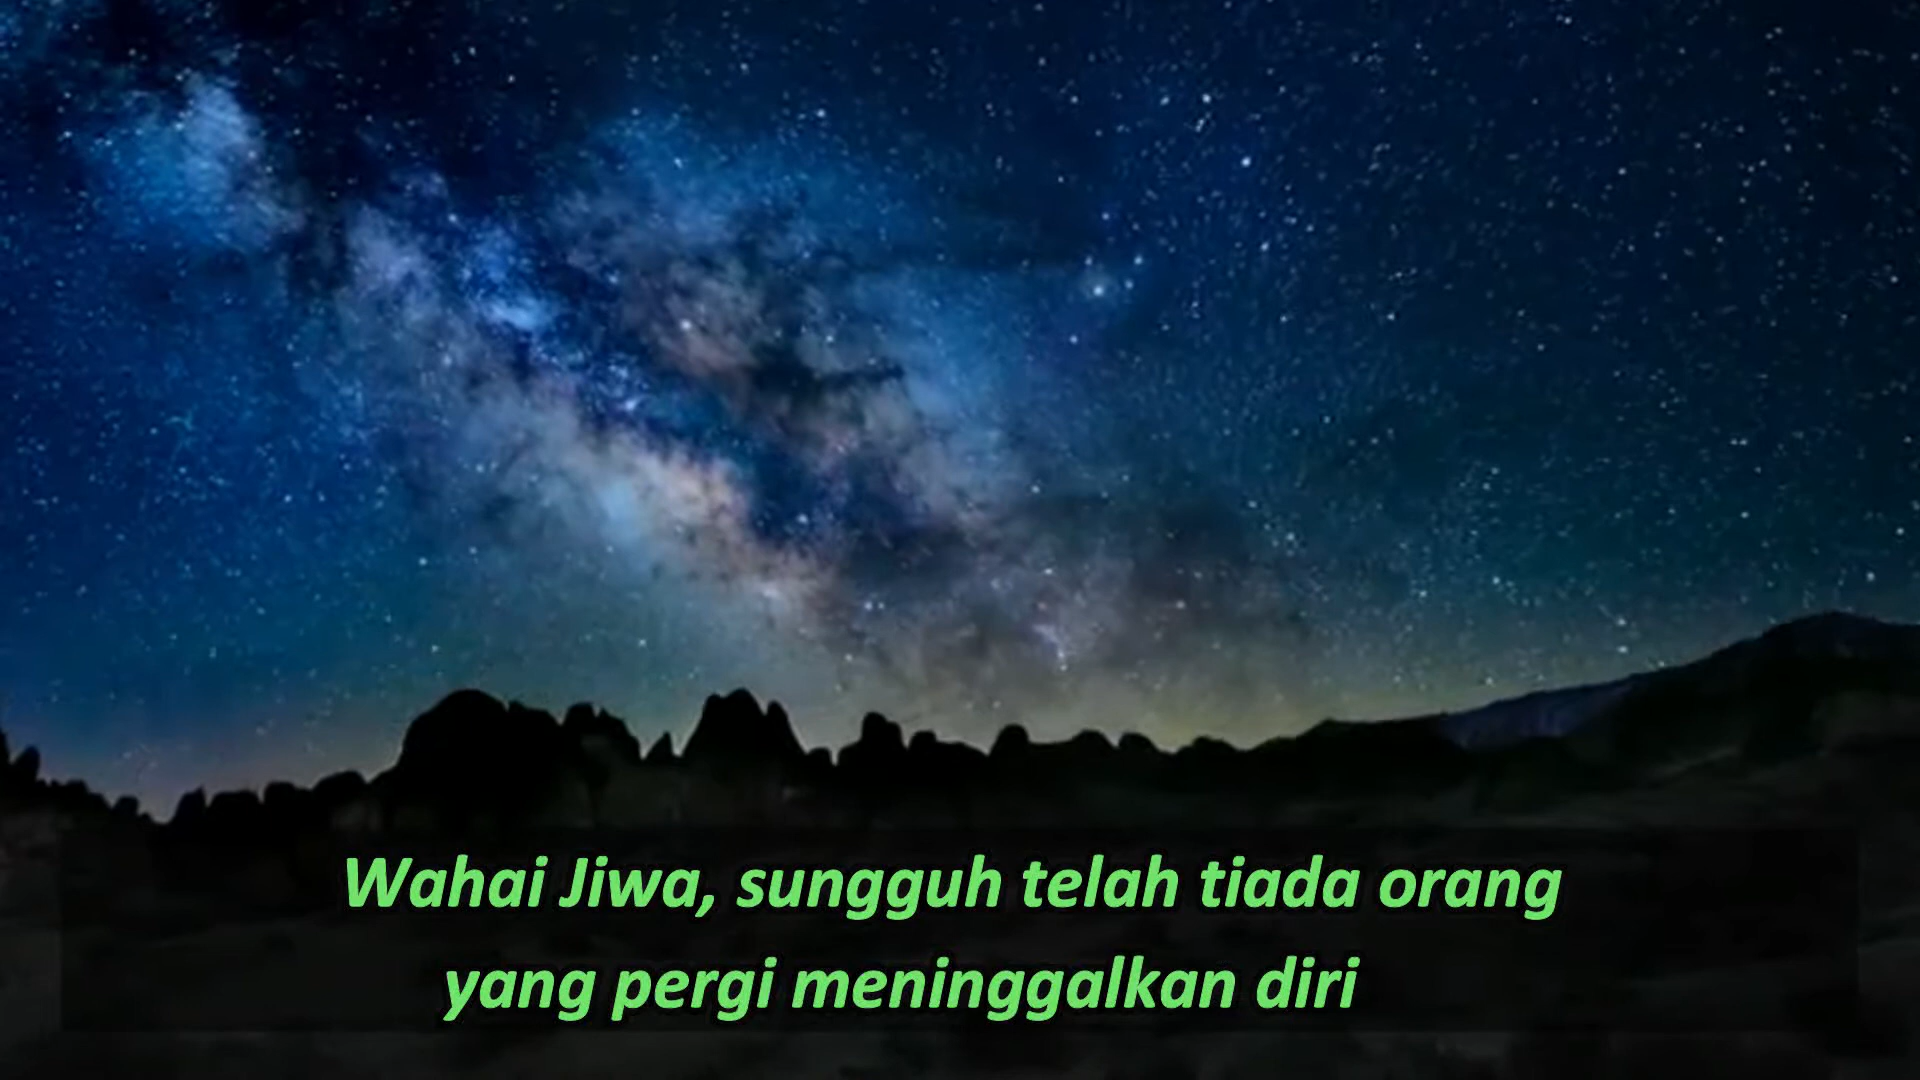 Wahai Jiwa, sungguh telah tiada orang
yang pergi meninggalkan diri